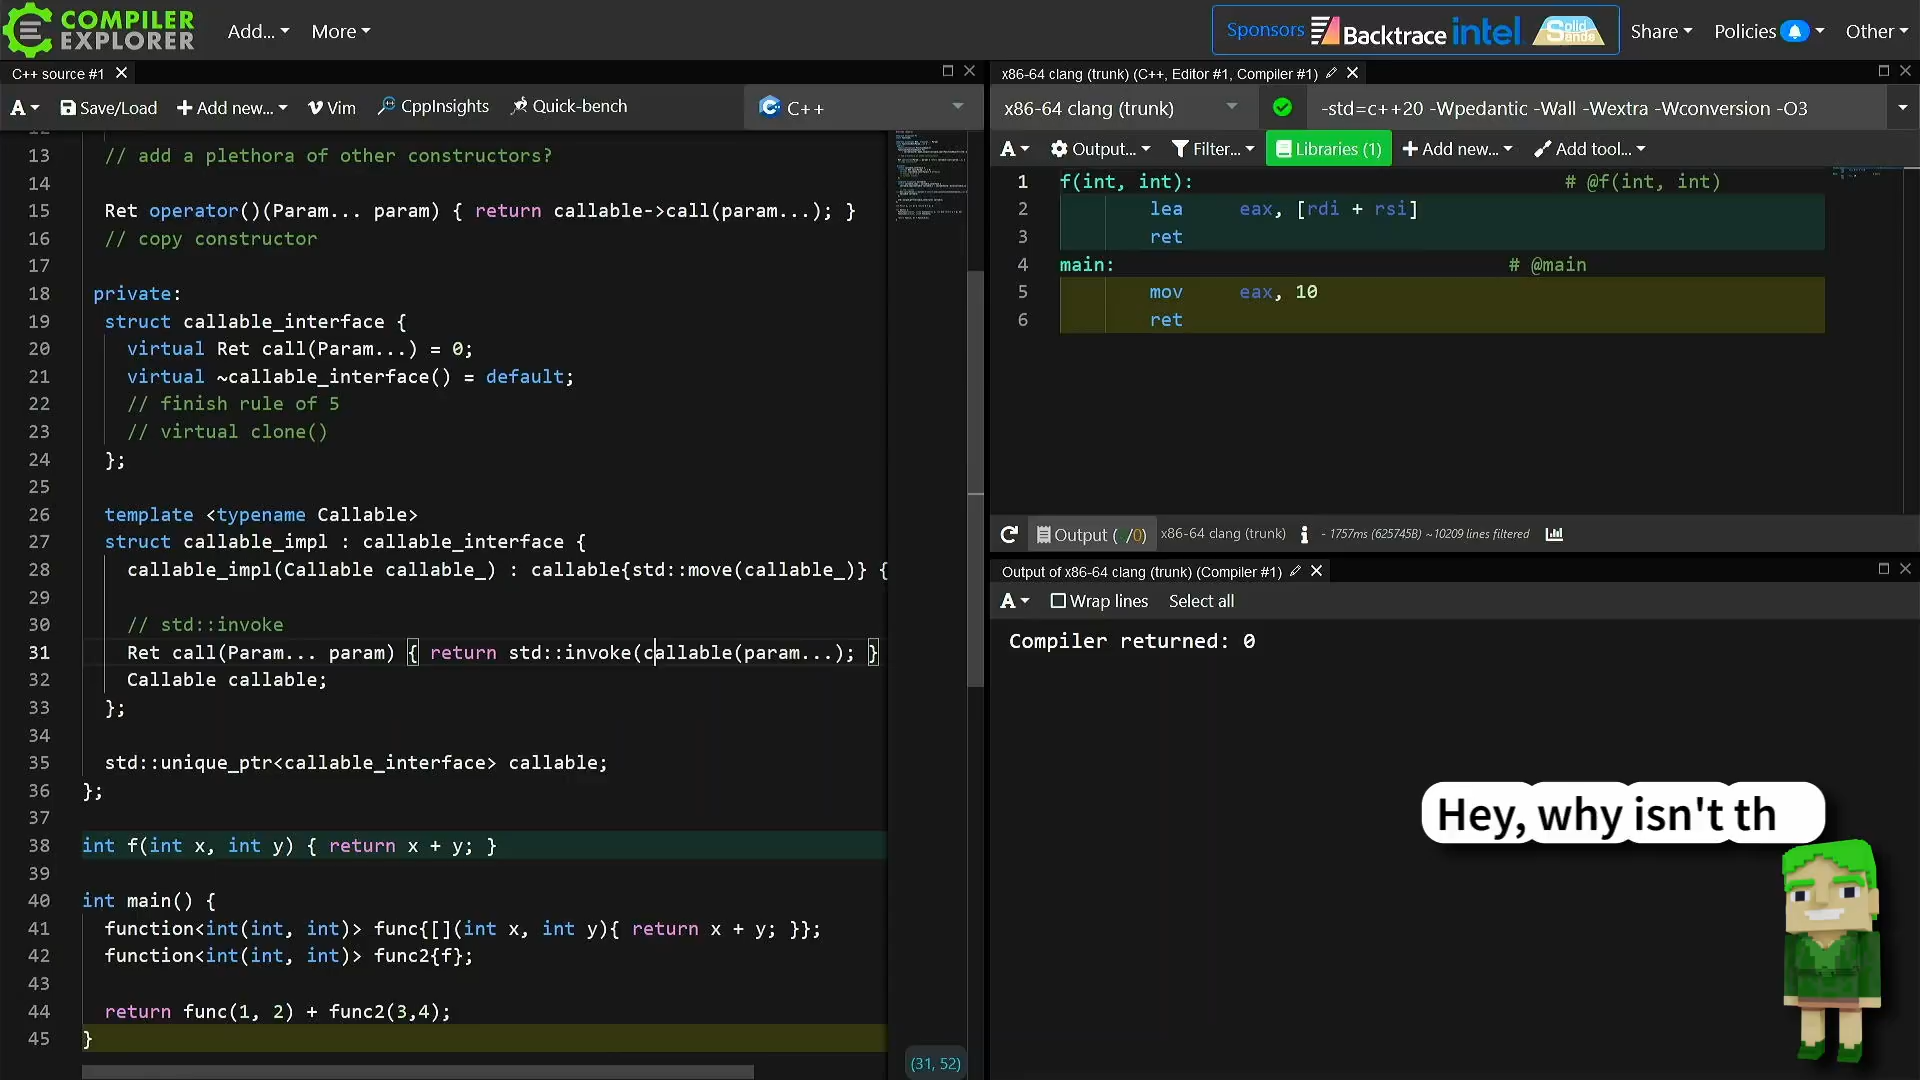 COMPILER EXPLORER
Add...
More
Sponsors Backtrace intel Solid Sands
Share
Policies
Other
C++ source #1
A
Save/Load
Add new...
Vim
CppInsights
Quick-bench
C++
13 // add a plethora of other constructors?
14
15 Ret operator()(Param... param) { return callable->call(param...); }
16 // copy constructor
17
18 private:
19 struct callable_interface {
20 virtual Ret call(Param...) = 0;
21 virtual ~callable_interface() = default;
22 // finish rule of 5
23 // virtual clone()
24 };
25
26 template <typename Callable>
27 struct callable_impl : callable_interface {
28 callable_impl(Callable callable_) : callable{std::move(callable_)} {
29
30 // std::invoke
31 Ret call(Param... param) { return std::invoke(callable(param...); }
32 Callable callable;
33 };
34
35 std::unique_ptr<callable_interface> callable;
36 };
37
38 int f(int x, int y) { return x + y; }
39
40 int main() {
41 function<int(int, int)> func{[](int x, int y){ return x + y; }};
42 function<int(int, int)> func2{f};
43
44 return func(1, 2) + func2(3,4);
45 }
(31, 52)
x86-64 clang (trunk) (C++, Editor #1, Compiler #1)
x86-64 clang (trunk)
-std=c++20 -Wpedantic -Wall -Wextra -Wconversion -O3
A
Output...
Filter...
Libraries (1)
Add new...
Add tool...
1 f(int, int): # @f(int, int)
2 lea eax, [rdi + rsi]
3 ret
4 main: # @main
5 mov eax, 10
6 ret
Output ( /0)
x86-64 clang (trunk)
- 1757ms (625745B) ~10209 lines filtered
Output of x86-64 clang (trunk) (Compiler #1)
A
Wrap lines
Select all
Compiler returned: 0
Hey, why isn't th